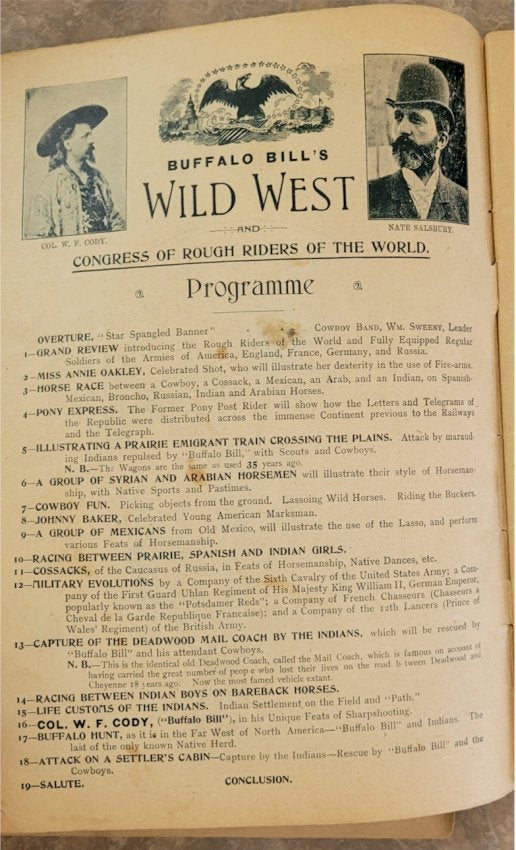 BUFFALO BILL'S
WILD WEST
COL. W. F. CODY.
NATE SALSBURY.
AND
CONGRESS OF ROUGH RIDERS OF THE WORLD.
Programme
OVERTURE, "Star Spangled Banner" . . . COWBOY BAND, WM. SWEENY, Leader
1—GRAND REVIEW introducing the Rough Riders of the World and Fully Equipped Regular
Soldiers of the Armies of America, England, France, Germany, and Russia.
2—MISS ANNIE OAKLEY, Celebrated Shot, who will illustrate her dexterity in the use of Fire-arms.
3—HORSE RACE between a Cowboy, a Cossack, a Mexican, an Arab, and an Indian, on Spanish-
Mexican, Broncho, Russian, Indian and Arabian Horses.
4—PONY EXPRESS. The Former Pony Post Rider will show how the Letters and Telegrams of
the Republic were distributed across the immense Continent previous to the Railways
and the Telegraph.
5—ILLUSTRATING A PRAIRIE EMIGRANT TRAIN CROSSING THE PLAINS. Attack by maraud-
ing Indians repulsed by "Buffalo Bill," with Scouts and Cowboys.
N. B.—The Wagons are the same as used 35 years ago.
6—A GROUP OF SYRIAN AND ARABIAN HORSEMEN will illustrate their style of Horseman-
ship, with Native Sports and Pastimes.
7—COWBOY FUN. Picking objects from the ground. Lassoing Wild Horses. Riding the Buckers.
8—JOHNNY BAKER, Celebrated Young American Marksman.
9—A GROUP OF MEXICANS from Old Mexico, will illustrate the use of the Lasso, and perform
various Feats of Horsemanship.
10—RACING BETWEEN PRAIRIE, SPANISH AND INDIAN GIRLS.
11—COSSACKS, of the Caucasus of Russia, in Feats of Horsemanship, Native Dances, etc.
12—MILITARY EVOLUTIONS by a Company of the Sixth Cavalry of the United States Army; a Com-
pany of the First Guard Uhlan Regiment of His Majesty King William II, German Emperor,
popularly known as the "Potsdamer Reds"; a Company of French Chasseurs (Chasseurs a
Cheval de la Garde Republique Francaise); and a Company of the 12th Lancers (Prince of
Wales' Regiment) of the British Army.
13—CAPTURE OF THE DEADWOOD MAIL COACH BY THE INDIANS, which will be rescued by
"Buffalo Bill" and his attendant Cowboys.
N. B.—This is the identical old Deadwood Coach, called the Mail Coach, which is famous on account of
having carried the great number of people who lost their lives on the road b tween Deadwood and
Cheyenne 18 years ago. Now the most famed vehicle extant.
14—RACING BETWEEN INDIAN BOYS ON BAREBACK HORSES.
15—LIFE CUSTOMS OF THE INDIANS. Indian Settlement on the Field and "Path."
16—COL. W. F. CODY, ("Buffalo Bill"), in his Unique Feats of Sharpshooting.
17—BUFFALO HUNT, as it is in the Far West of North America—"Buffalo Bill" and Indians. The
last of the only known Native Herd.
18—ATTACK ON A SETTLER'S CABIN—Capture by the Indians—Rescue by "Buffalo Bill" and the
Cowboys.
19—SALUTE.
CONCLUSION.